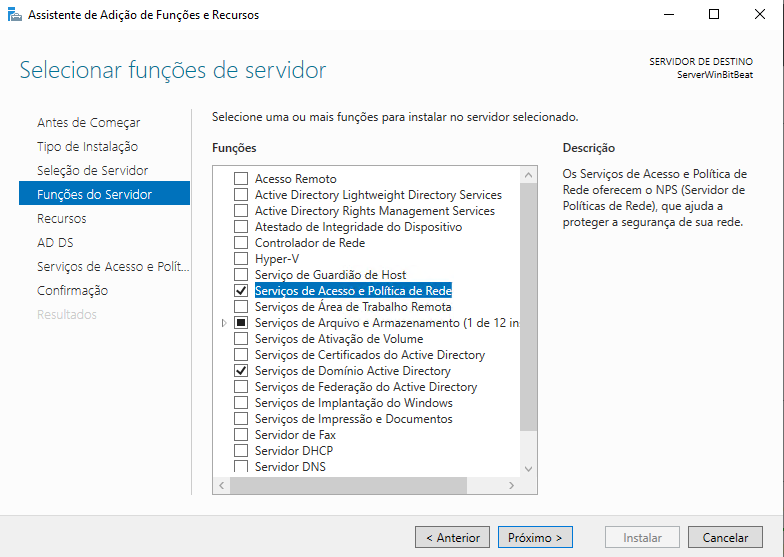 Assistente de Adição de Funções e Recursos
Selecionar funções de servidor
SERVIDOR DE DESTINO
ServerWinBitBeat
Antes de Começar
Tipo de Instalação
Seleção de Servidor
Funções do Servidor
Recursos
AD DS
Serviços de Acesso e Polít...
Confirmação
Resultados
Selecione uma ou mais funções para instalar no servidor selecionado.
Funções
Acesso Remoto
Active Directory Lightweight Directory Services
Active Directory Rights Management Services
Atestado de Integridade do Dispositivo
Controlador de Rede
Hyper-V
Serviço de Guardião de Host
Serviços de Acesso e Política de Rede
Serviços de Área de Trabalho Remota
Serviços de Arquivo e Armazenamento (1 de 12 in
Serviços de Ativação de Volume
Serviços de Certificados do Active Directory
Serviços de Domínio Active Directory
Serviços de Federação do Active Directory
Serviços de Implantação do Windows
Serviços de Impressão e Documentos
Servidor de Fax
Servidor DHCP
Servidor DNS
Descrição
Os Serviços de Acesso e Política de
Rede oferecem o NPS (Servidor de
Políticas de Rede), que ajuda a
proteger a segurança de sua rede.
< Anterior
Próximo >
Instalar
Cancelar